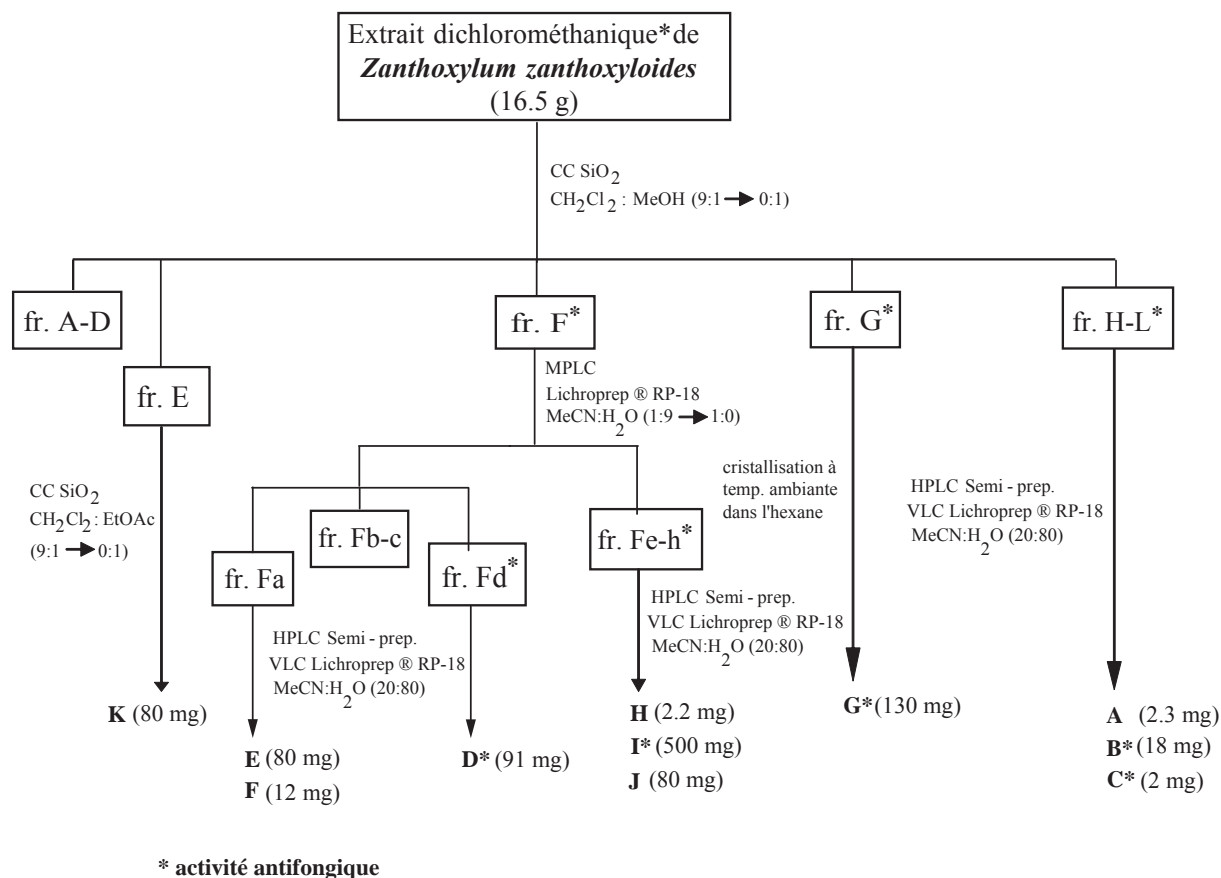 Extrait dichlorométhanique*de
Zanthoxylum zanthoxyloides
(16.5 g)
CC SiO2
CH2Cl2 : MeOH (9:1 → 0:1)
fr. A-D
fr. E
fr. F*
fr. G*
fr. H-L*
MPLC
Lichroprep ® RP-18
MeCN:H2O (1:9 → 1:0)
CC SiO2
CH2Cl2 : EtOAc
(9:1 → 0:1)
fr. Fa
fr. Fb-c
fr. Fd*
fr. Fe-h*
cristallisation à
temp. ambiante
dans l'hexane
HPLC Semi - prep.
VLC Lichroprep ® RP-18
MeCN:H2O (20:80)
HPLC Semi - prep.
VLC Lichroprep ® RP-18
MeCN:H2O (20:80)
HPLC Semi - prep.
VLC Lichroprep ® RP-18
MeCN:H2O (20:80)
K (80 mg)
E (80 mg)
F (12 mg)
D* (91 mg)
H (2.2 mg)
I* (500 mg)
J (80 mg)
G* (130 mg)
A (2.3 mg)
B* (18 mg)
C* (2 mg)
* activité antifongique